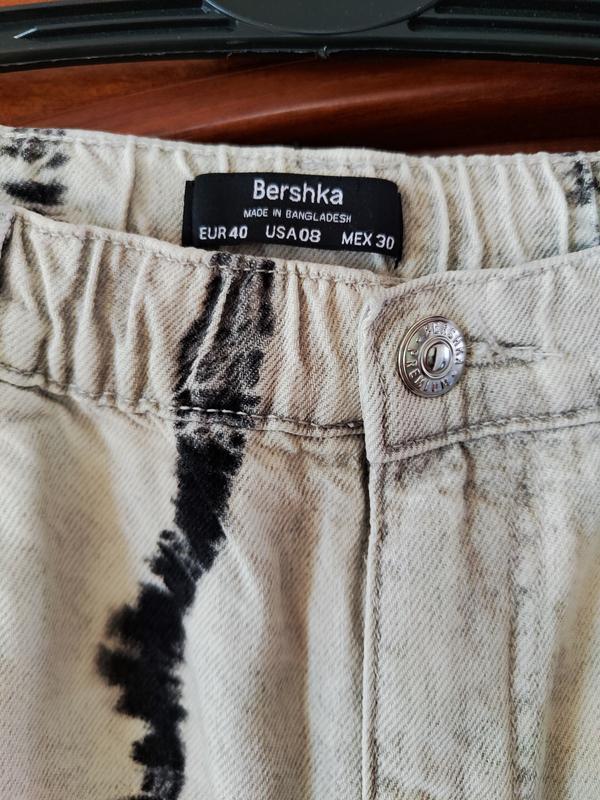 Bershka
MADE IN BANGLADESH
EUR 40 USA 08 MEX 30
BERSHKA